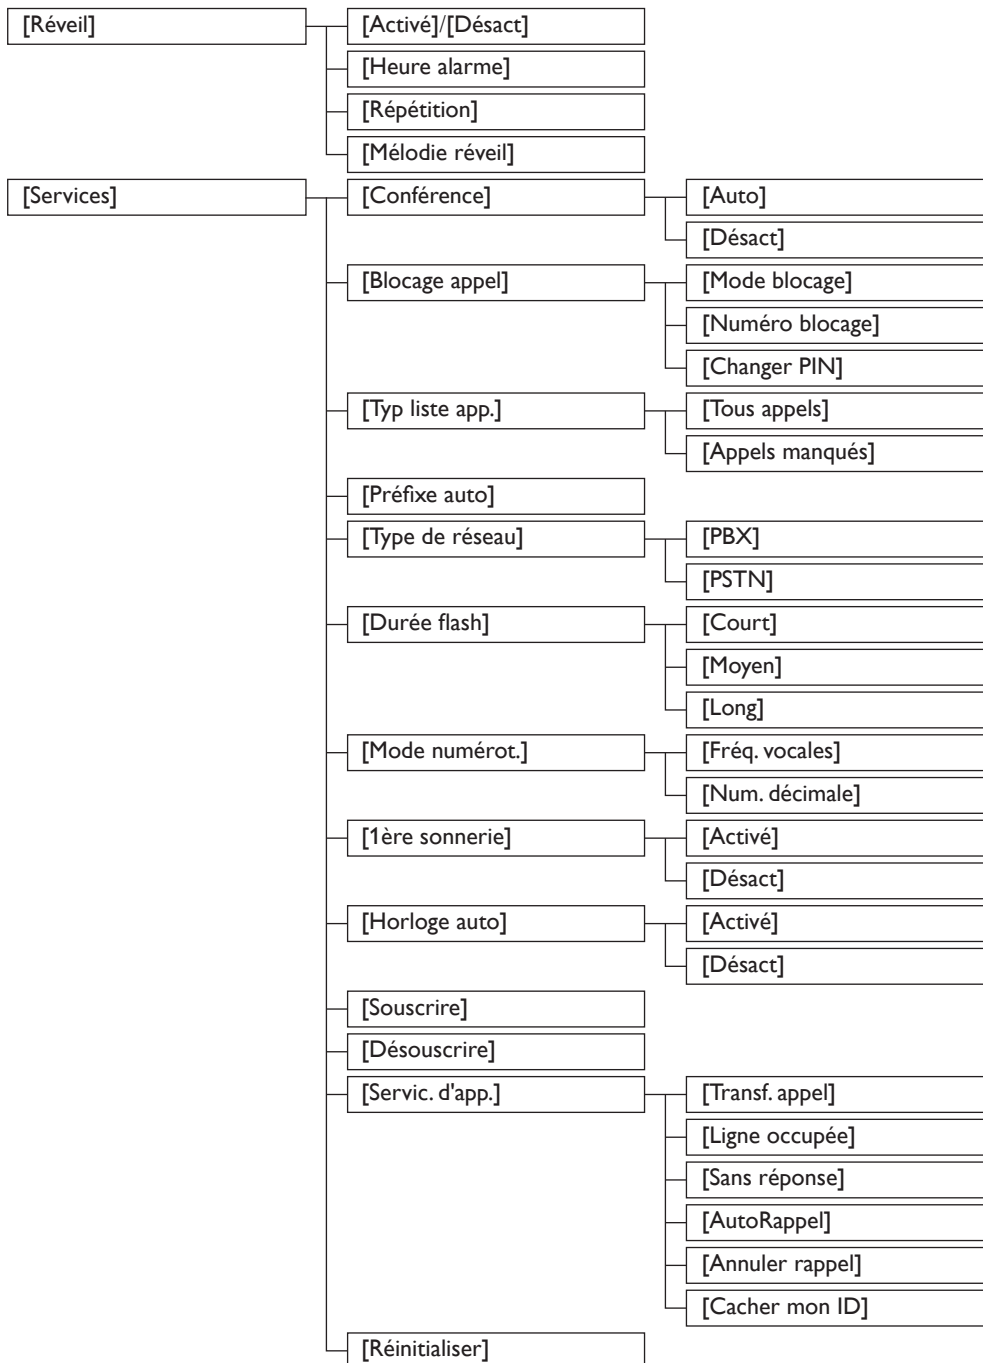 [Réveil]
[Activé]/[Désact]
[Heure alarme]
[Répétition]
[Mélodie réveil]
[Services]
[Conférence]
[Auto]
[Désact]
[Blocage appel]
[Mode blocage]
[Numéro blocage]
[Changer PIN]
[Typ liste app.]
[Tous appels]
[Appels manqués]
[Préfixe auto]
[Type de réseau]
[PBX]
[PSTN]
[Durée flash]
[Court]
[Moyen]
[Long]
[Mode numérot.]
[Fréq. vocales]
[Num. décimale]
[1ère sonnerie]
[Activé]
[Désact]
[Horloge auto]
[Activé]
[Désact]
[Souscrire]
[Désouscrire]
[Servic. d'app.]
[Transf. appel]
[Ligne occupée]
[Sans réponse]
[AutoRappel]
[Annuler rappel]
[Cacher mon ID]
[Réinitialiser]